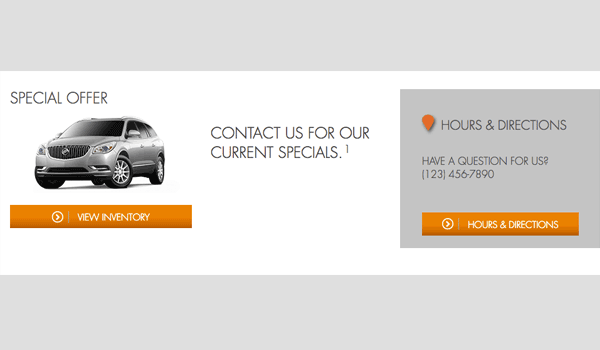 SPECIAL OFFER
VIEW INVENTORY
CONTACT US FOR OUR
CURRENT SPECIALS. 1
HOURS & DIRECTIONS
HAVE A QUESTION FOR US?
(123) 456-7890
HOURS & DIRECTIONS